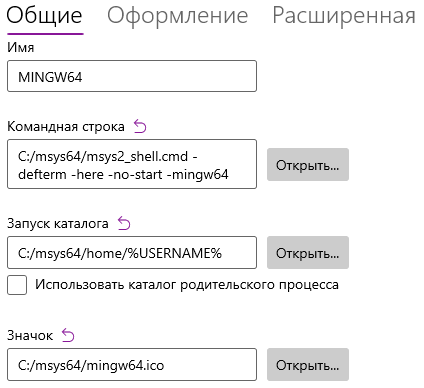 Общие Оформление Расширенная
Имя
MINGW64
Командная строка
C:/msys64/msys2_shell.cmd -
defterm -here -no-start -mingw64
Открыть...
Запуск каталога
C:/msys64/home/%USERNAME%
Открыть...
Использовать каталог родительского процесса
Значок
C:/msys64/mingw64.ico
Открыть...